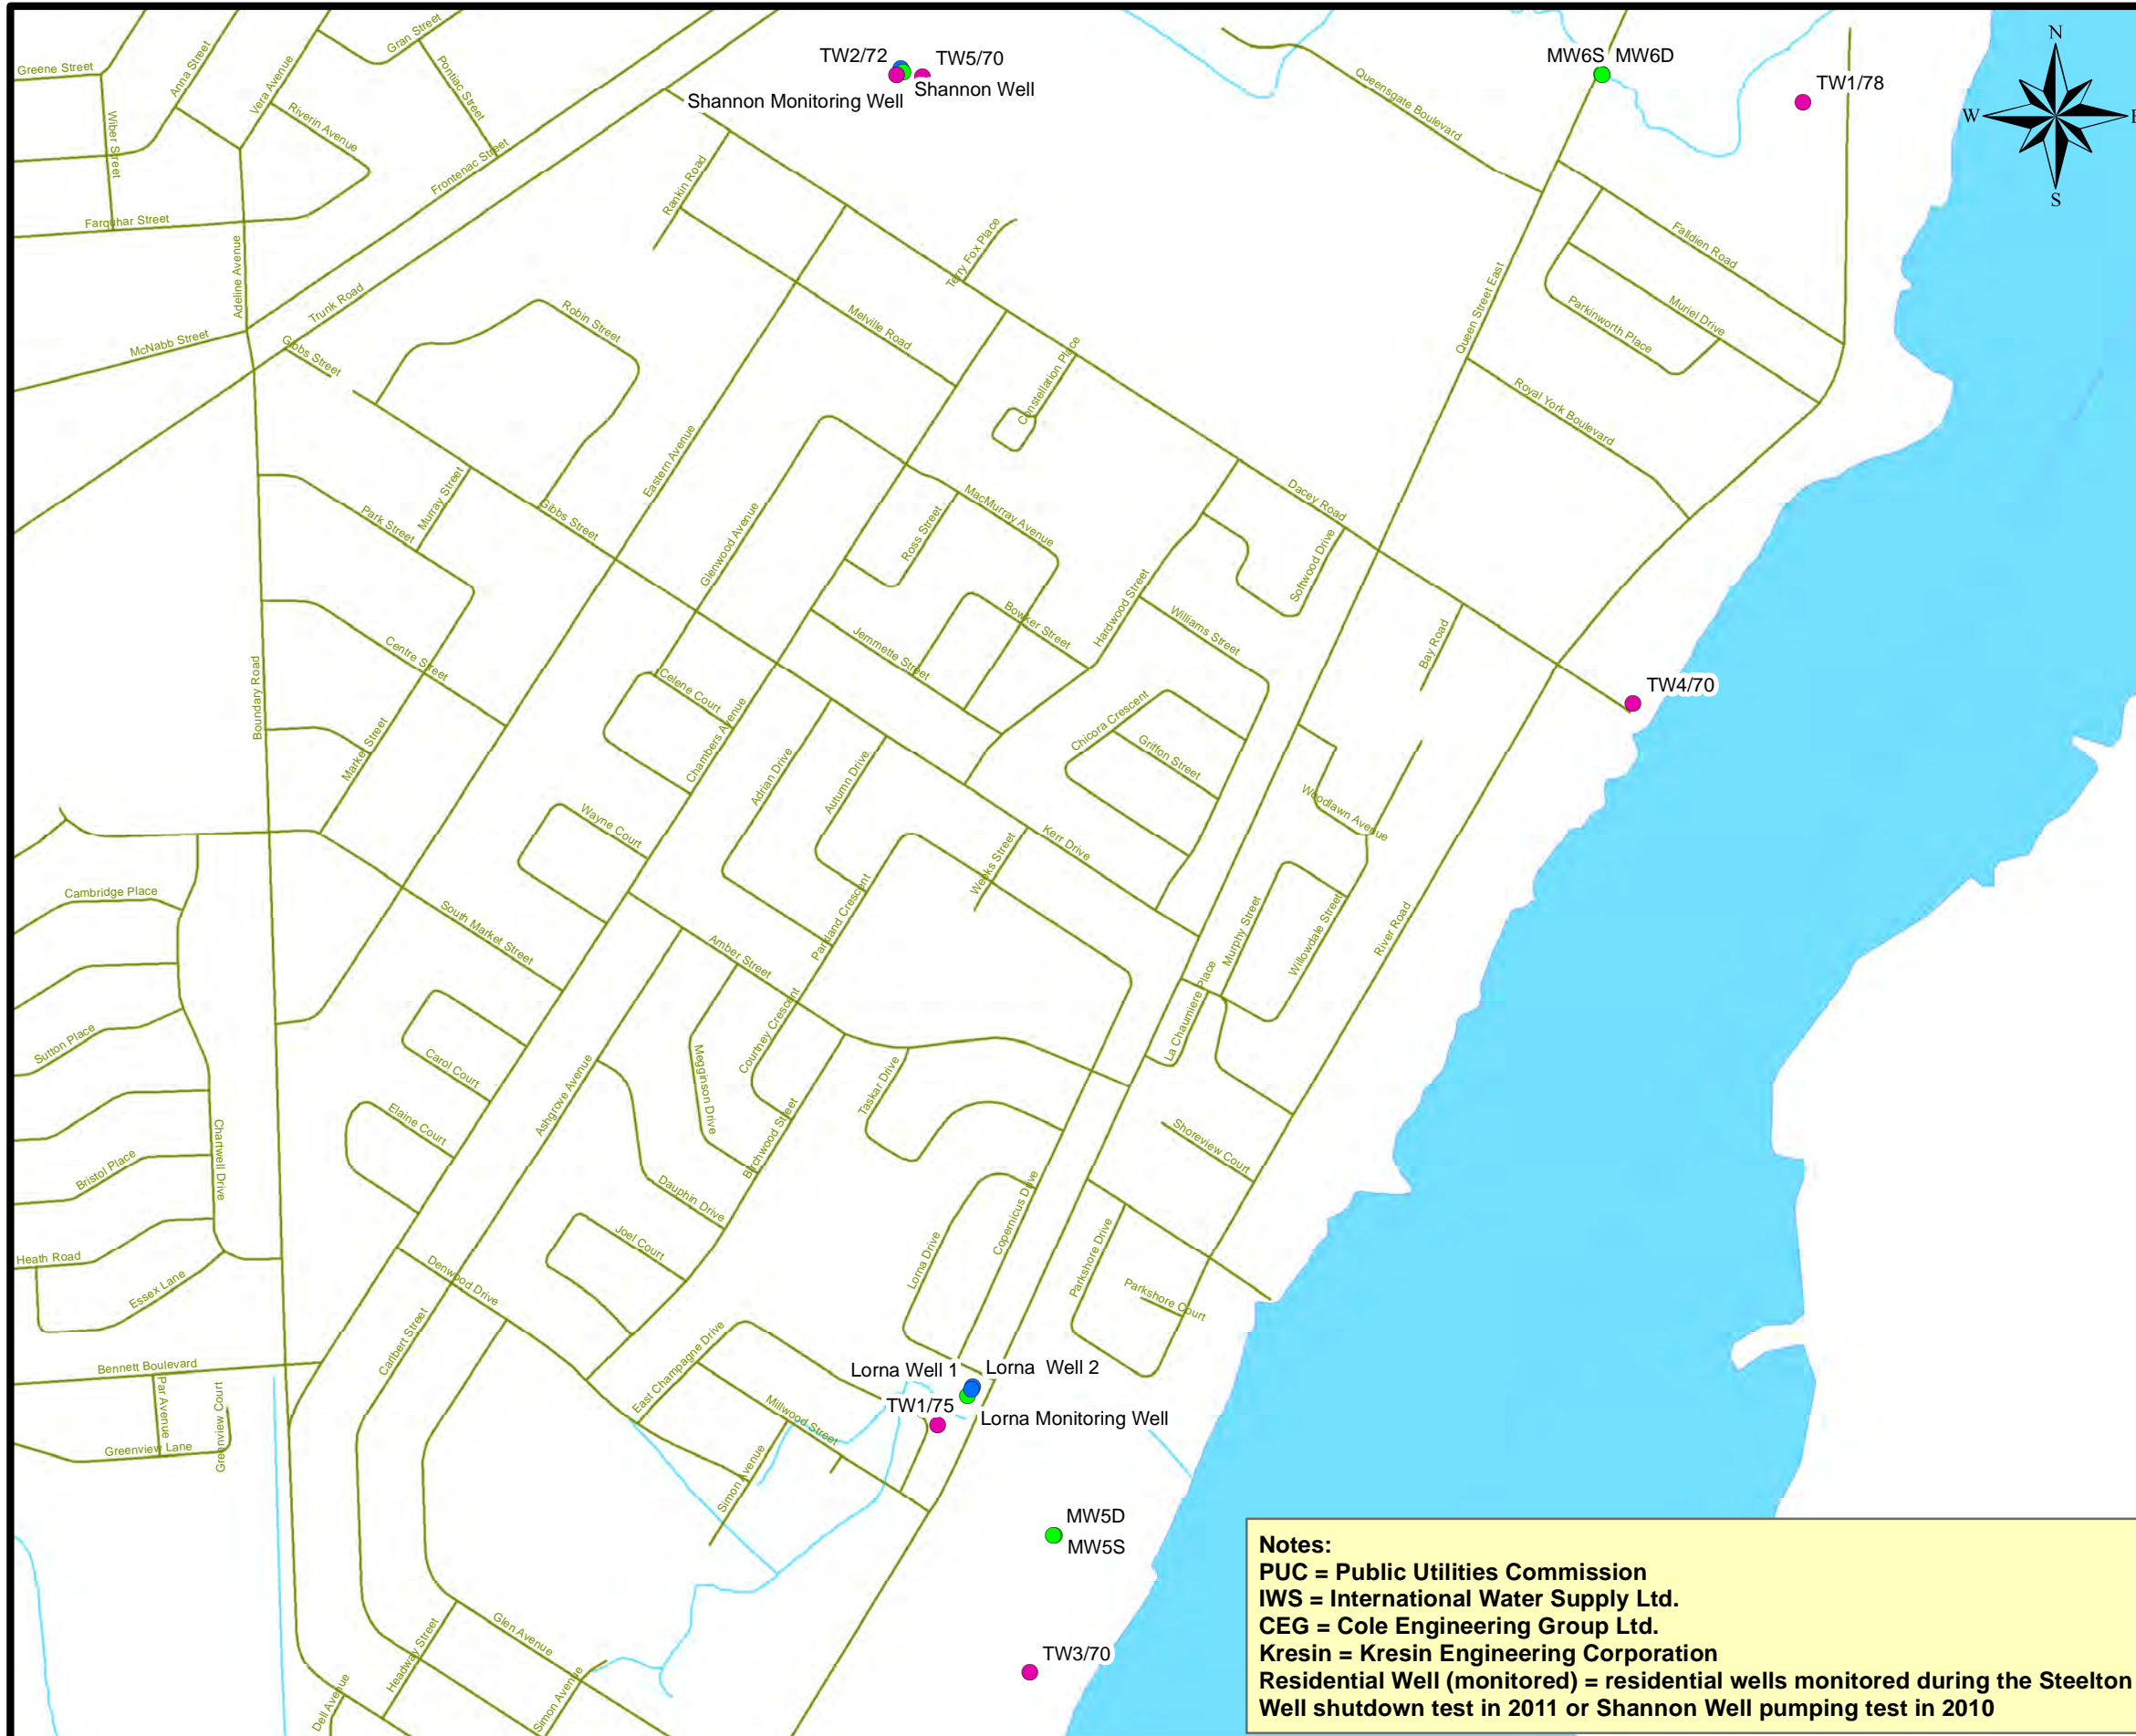 Greene Street
Anna Street
Vera Avenue
Gran Street
Pontiac Street
Wiber Street
Riverin Avenue
Farquhar Street
Frontenac Street
Adeline Avenue
McNabb Street
Trunk Road
Gibbs Street
TW2/72
TW5/70
Shannon Monitoring Well
Shannon Well
MW6S
MW6D
TW1/78
N
W
S
Queensgate Boulevard
Rankin Road
Terry Fox Place
Melville Road
Robin Street
Constellation Place
Queen Street East
Falldien Road
Muriel Drive
Parkinworth Place
Royal York Boulevard
Eastern Avenue
Murray Street
Park Street
Gibbs Street
Glenwood Avenue
Ross Street
MacMurray Avenue
Dacey Road
Softwood Drive
Hardwood Street
Williams Street
Bowker Street
Jemmette Street
Bay Road
TW4/70
Centre Street
Boundary Road
Market Street
Celene Court
Chambers Avenue
Adrian Drive
Autumn Drive
Chicora Crescent
Griffon Street
Woodlawn Avenue
Wayne Court
Weeks Street
Kerr Drive
Cambridge Place
South Market Street
Amber Street
Parkland Crescent
Murphy Street
Willowdale Street
River Road
La Chaumiere Place
Sutton Place
Carol Court
Elaine Court
Ashgrove Avenue
Megginson Drive
Courtney Crescent
Birchwood Street
Taskar Drive
Shoreview Court
Chartwell Drive
Bristol Place
Dauphin Drive
Joel Court
Copernicus Drive
Lorna Drive
Parkshore Drive
Parkshore Court
Heath Road
Essex Lane
Denwood Drive
Carlbert Street
East Champagne Drive
Bennett Boulevard
Par Avenue
Greenview Court
Greenview Lane
Millwood Street
Simon Avenue
Lorna Well 1
Lorna Well 2
TW1/75
Lorna Monitoring Well
MW5D
MW5S
TW3/70
Glen Avenue
Headway Street
Dell Avenue
Simon Avenue
Notes:
PUC = Public Utilities Commission
IWS = International Water Supply Ltd.
CEG = Cole Engineering Group Ltd.
Kresin = Kresin Engineering Corporation
Residential Well (monitored) = residential wells monitored during the Steelton
Well shutdown test in 2011 or Shannon Well pumping test in 2010